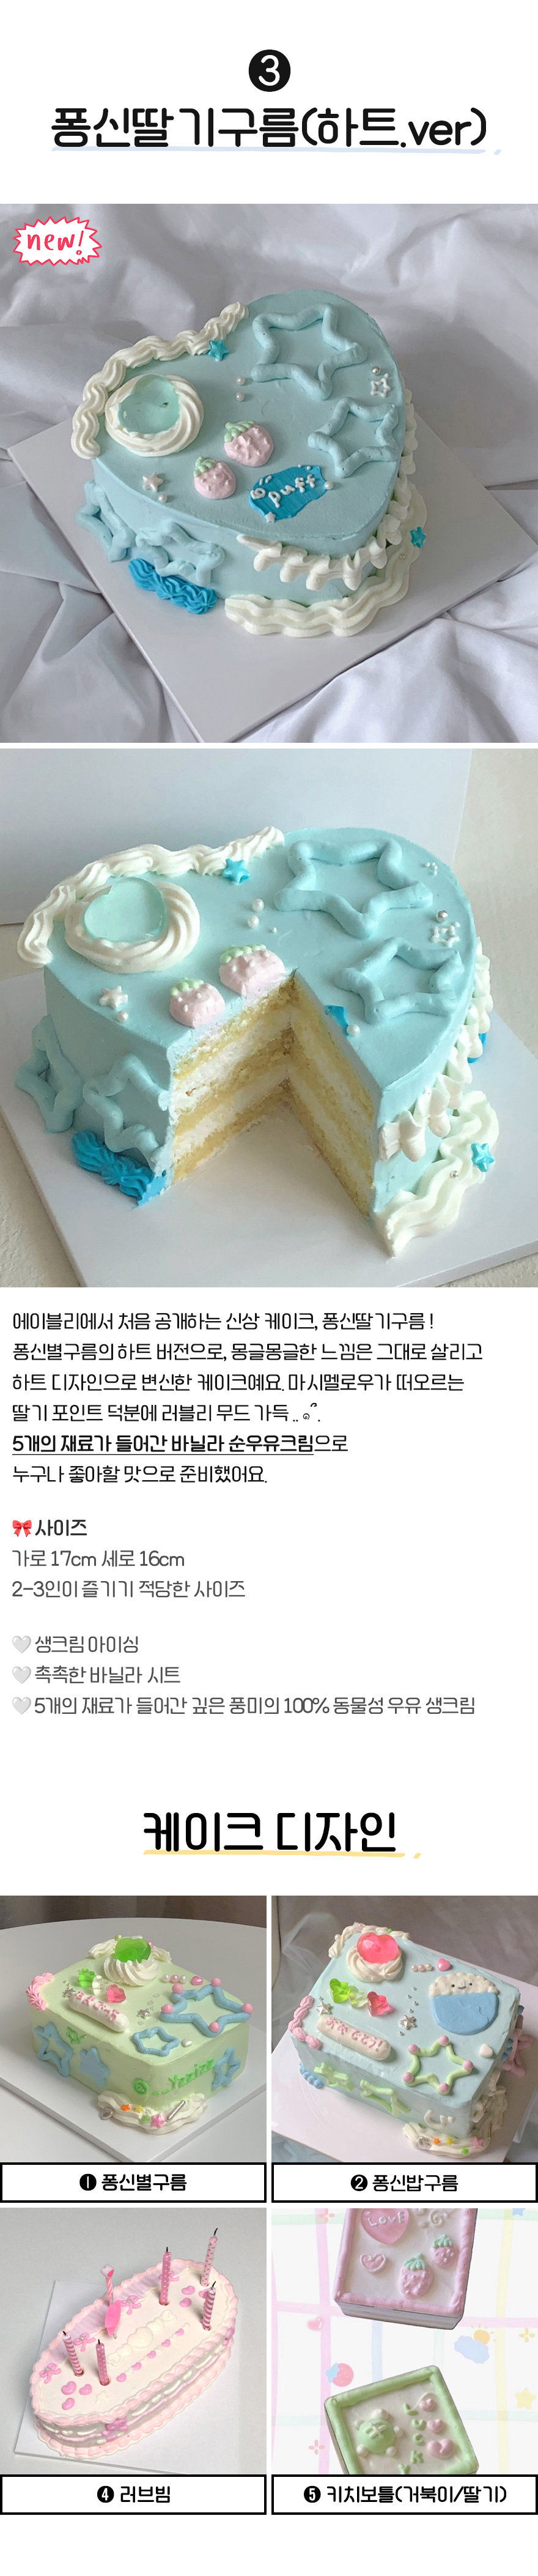 3
퐁신딸기구름(하트.ver)
new!
puff
에이블리에서 처음 공개하는 신상 케이크, 퐁신딸기구름 !
퐁신별구름의 하트 버전으로, 몽글몽글한 느낌은 그대로 살리고
하트 디자인으로 변신한 케이크예요. 마시멜로우가 떠오르는
딸기 포인트 덕분에 러블리 무드 가득 .. ๑՞.
5개의 재료가 들어간 바닐라 순우유크림으로
누구나 좋아할 맛으로 준비했어요.
🎀 사이즈
가로 17cm 세로 16cm
2-3인이 즐기기 적당한 사이즈
🤍 생크림 아이싱
🤍 촉촉한 바닐라 시트
🤍 5개의 재료가 들어간 깊은 풍미의 100% 동물성 우유 생크림
케이크 디자인
❶ 퐁신별구름
❷ 퐁신밥구름
Love
❹ 러브빔
❺ 키치보틀(거북이/딸기)